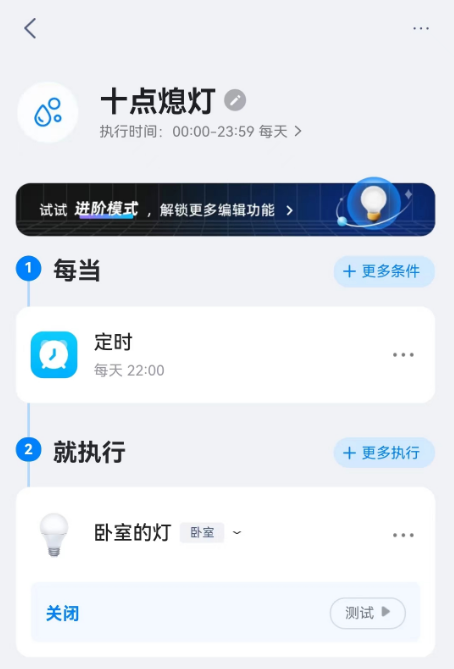 十点熄灯
执行时间: 00:00-23:59 每天
试试 进阶模式 ，解锁更多编辑功能
1 每当 + 更多条件
定时
每天 22:00
2 就执行 + 更多执行
卧室的灯 卧室
关闭 测试